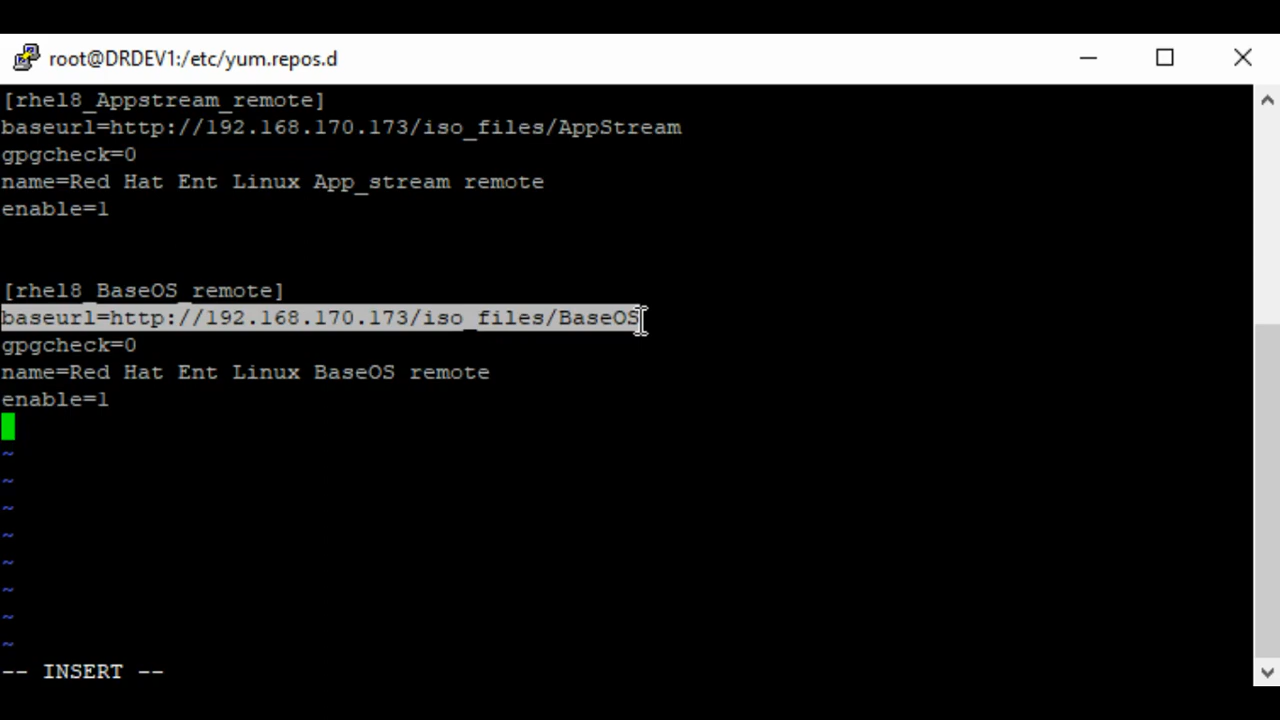 root@DRDEV1:/etc/yum.repos.d
[rhel8_Appstream_remote]
baseurl=http://192.168.170.173/iso_files/AppStream
gpgcheck=0
name=Red Hat Ent Linux App_stream remote
enable=1
[rhel8_BaseOS_remote]
baseurl=http://192.168.170.173/iso_files/BaseOS
gpgcheck=0
name=Red Hat Ent Linux BaseOS remote
enable=1
~
~
~
~
~
~
~
~
-- INSERT --